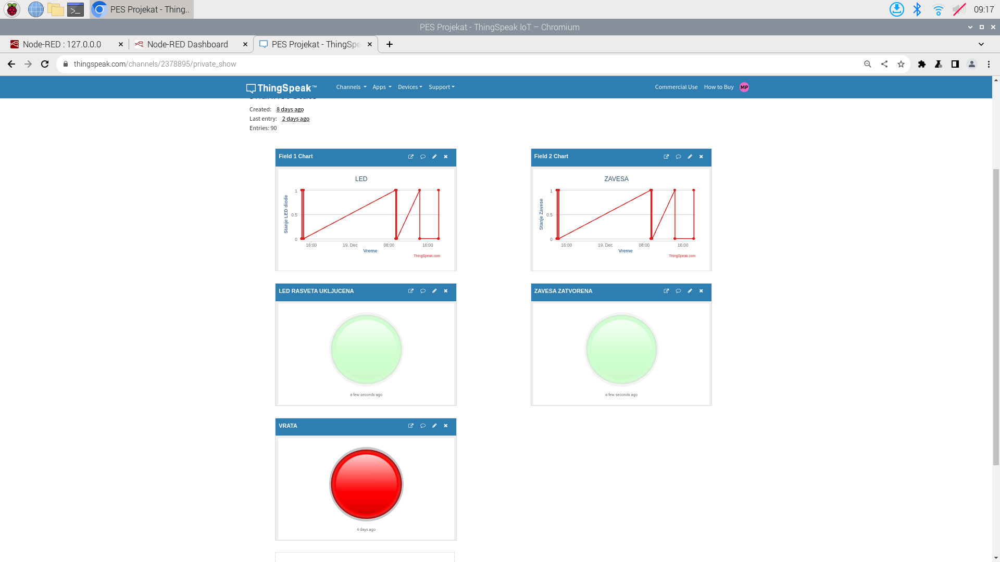 PES Projekat - Thing..
09:17
PES Projekat - ThingSpeak IoT – Chromium
Node-RED : 127.0.0.0
Node-RED Dashboard
PES Projekat - ThingSpe
thingspeak.com/channels/2378895/private_show
ThingSpeak™
Channels
Apps
Devices
Support
Commercial Use
How to Buy
MP
Created: 8 days ago
Last entry: 2 days ago
Entries: 90
Field 1 Chart
LED
Stanje LED diode
1
0.5
0
16:00
19. Dec
08:00
16:00
Vreme
ThingSpeak.com
Field 2 Chart
ZAVESA
Stanje Zavese
1
0.5
0
16:00
19. Dec
08:00
16:00
Vreme
ThingSpeak.com
LED RASVETA UKLJUCENA
a few seconds ago
ZAVESA ZATVORENA
a few seconds ago
VRATA
4 days ago